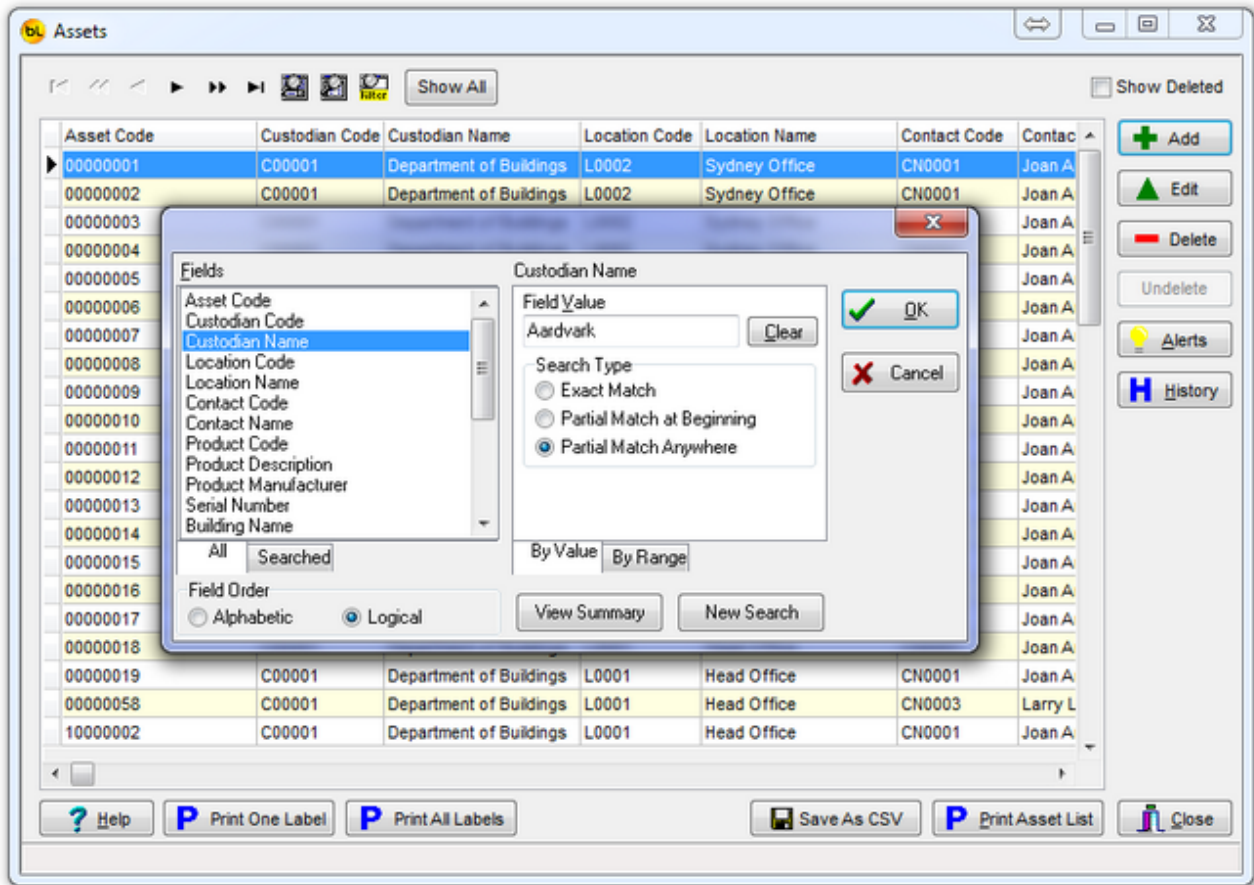 bL Assets
filter Show All Show Deleted
Asset Code Custodian Code Custodian Name Location Code Location Name Contact Code Contac
00000001 C00001 Department of Buildings L0002 Sydney Office CN0001 Joan A
00000002 C00001 Department of Buildings L0002 Sydney Office CN0001 Joan A
00000003 Joan A
00000004 Joan A
00000005 Joan A
00000006 Joan A
00000007 Joan A
00000008 Joan A
00000009 Joan A
00000010 Joan A
00000011 Joan A
00000012 Joan A
00000013 Joan A
00000014 Joan A
00000015 Joan A
00000016 Joan A
00000017 Joan A
00000018 Joan A
00000019 C00001 Department of Buildings L0001 Head Office CN0001 Joan A
00000058 C00001 Department of Buildings L0001 Head Office CN0003 Larry L
10000002 C00001 Department of Buildings L0001 Head Office CN0001 Joan A
Add
Edit
Delete
Undelete
Alerts
H History
Fields
Asset Code
Custodian Code
Custodian Name
Location Code
Location Name
Contact Code
Contact Name
Product Code
Product Description
Product Manufacturer
Serial Number
Building Name
All Searched
Field Order
Alphabetic Logical
Custodian Name
Field Value
Aardvark Clear
Search Type
Exact Match
Partial Match at Beginning
Partial Match Anywhere
By Value By Range
View Summary New Search
OK
Cancel
? Help P Print One Label P Print All Labels Save As CSV P Print Asset List Close